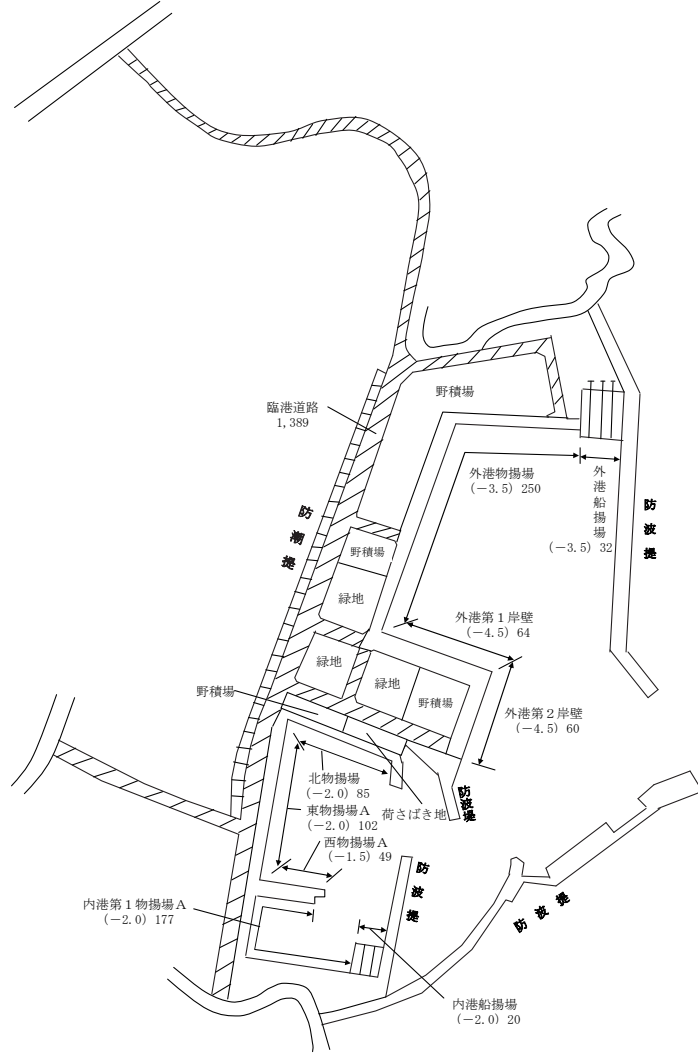 野積場
臨港道路
1,389
外港物揚場
(-3.5) 250
外港船揚場
(-3.5) 32
防波堤
防潮堤
野積場
緑地
外港第1岸壁
(-4.5) 64
緑地
緑地
野積場
野積場
外港第2岸壁
(-4.5) 60
北物揚場
(-2.0) 85
荷さばき地
防波堤
東物揚場A
(-2.0) 102
西物揚場A
(-1.5) 49
防波堤
内港第1物揚場A
(-2.0) 177
防波堤
内港船揚場
(-2.0) 20